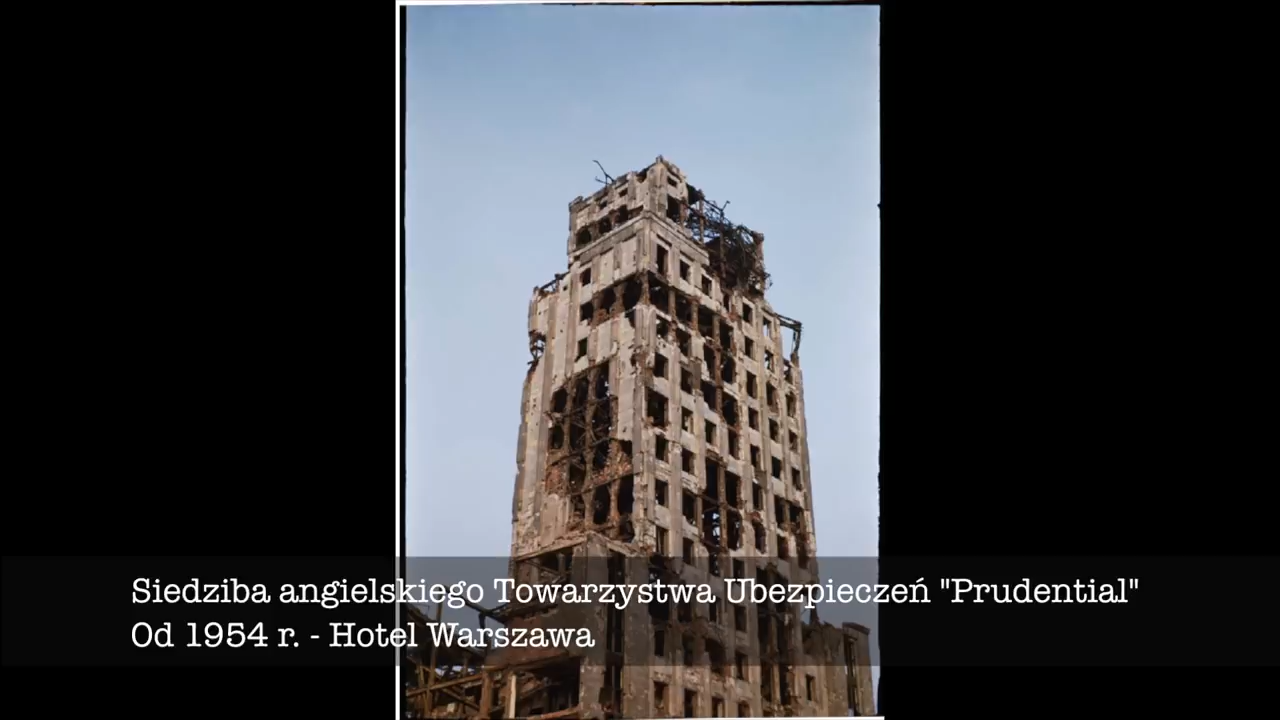 Siedziba angielskiego Towarzystwa Ubezpieczeń "Prudential"
Od 1954 r. - Hotel Warszawa